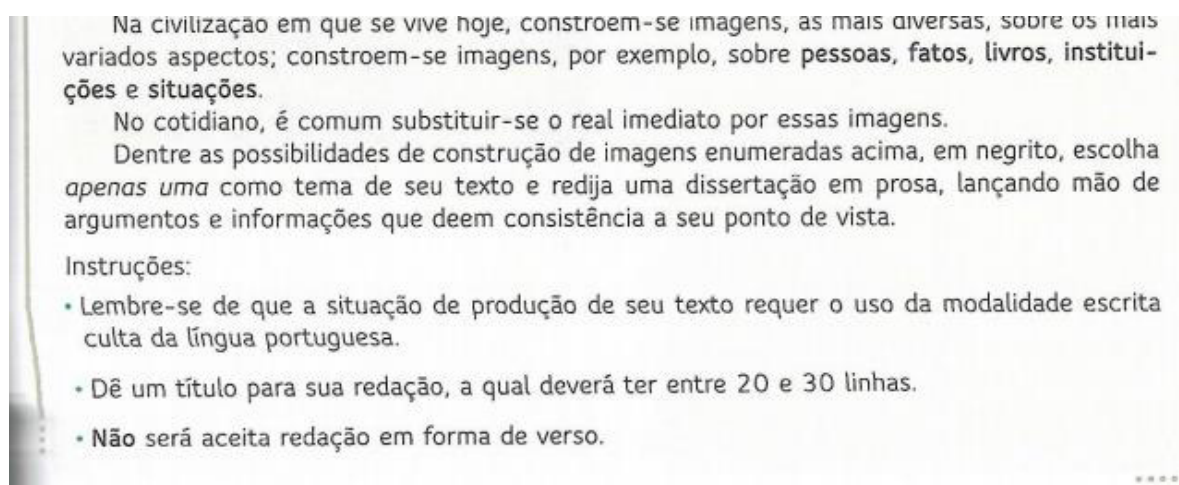 Na civilização em que se vive hoje, constroem-se imagens, as mais diversas, sobre os mais
variados aspectos; constroem-se imagens, por exemplo, sobre pessoas, fatos, livros, institui-
ções e situações.
No cotidiano, é comum substituir-se o real imediato por essas imagens.
Dentre as possibilidades de construção de imagens enumeradas acima, em negrito, escolha
apenas uma como tema de seu texto e redija uma dissertação em prosa, lançando mão de
argumentos e informações que deem consistência a seu ponto de vista.
Instruções:
• Lembre-se de que a situação de produção de seu texto requer o uso da modalidade escrita
culta da língua portuguesa.
• Dê um título para sua redação, a qual deverá ter entre 20 e 30 linhas.
• Não será aceita redação em forma de verso.